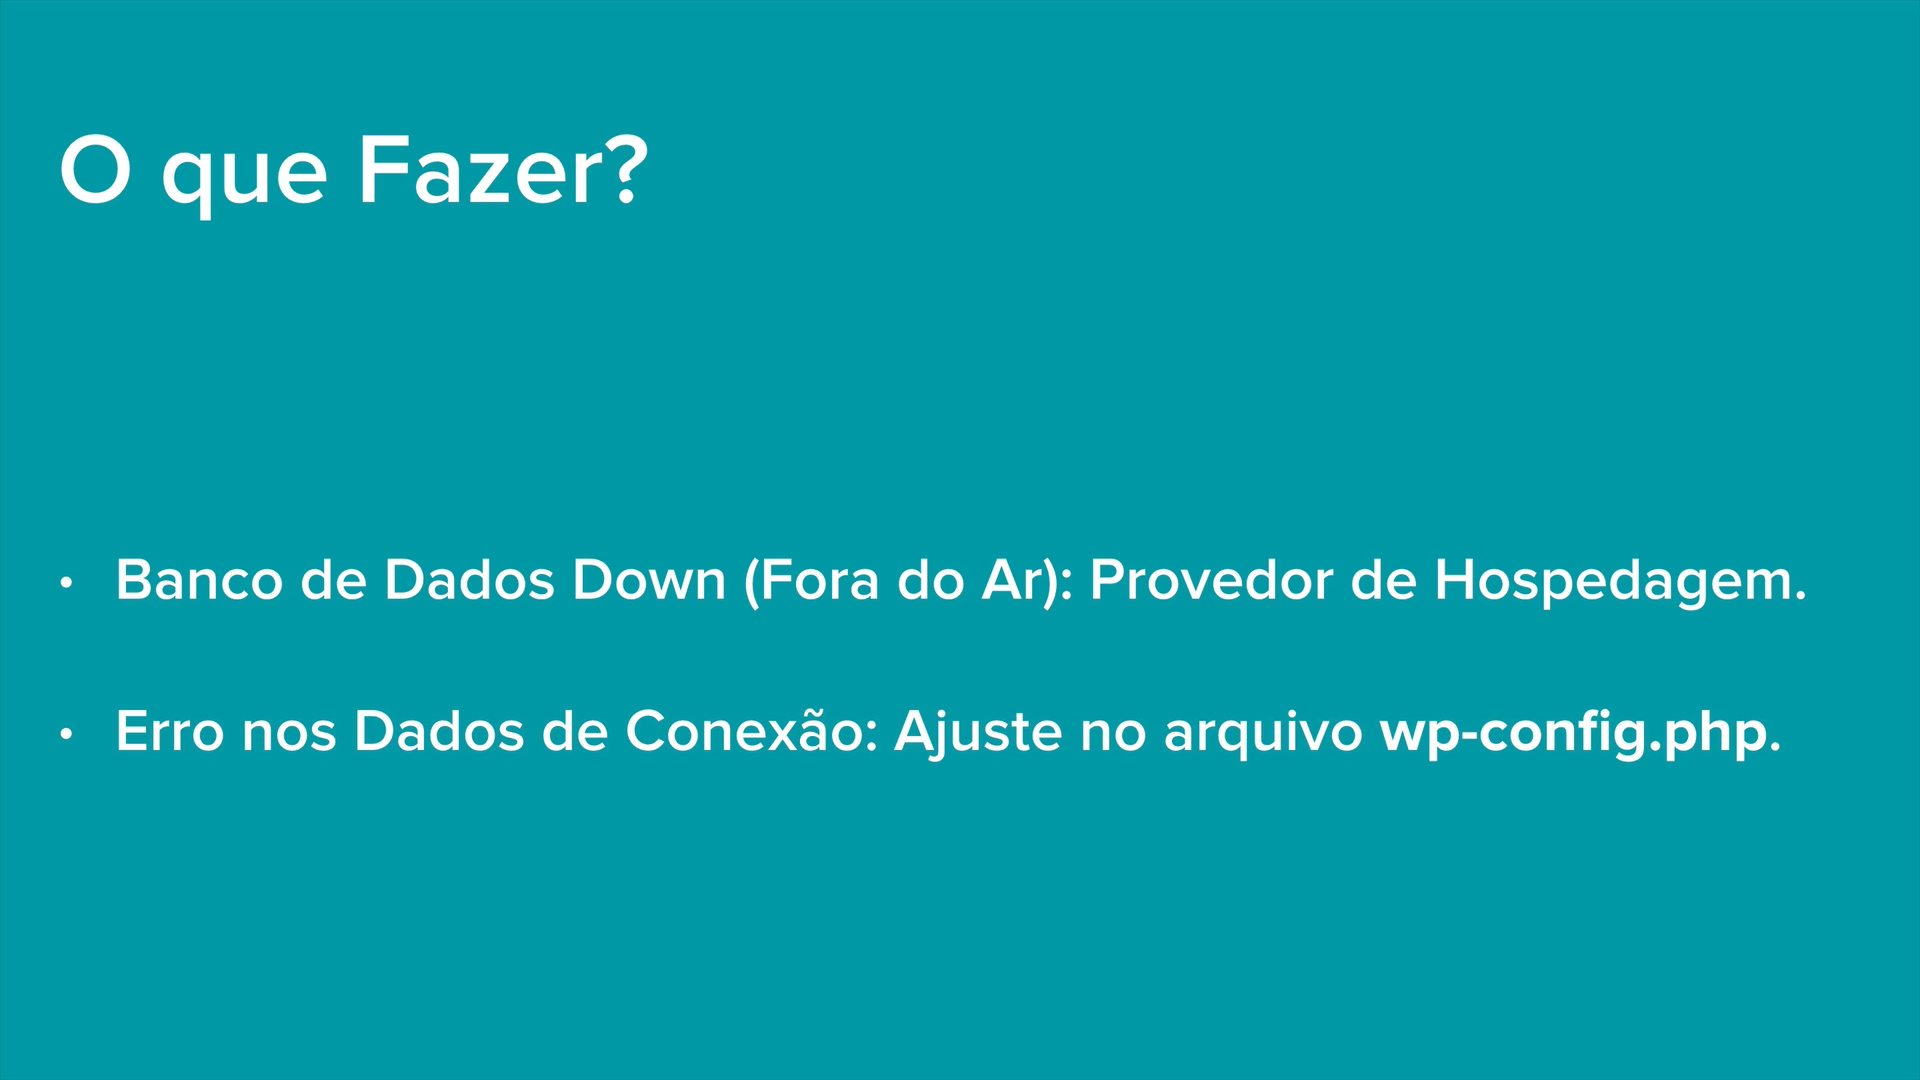 O que Fazer?
• Banco de Dados Down (Fora do Ar): Provedor de Hospedagem.
• Erro nos Dados de Conexão: Ajuste no arquivo wp-config.php.